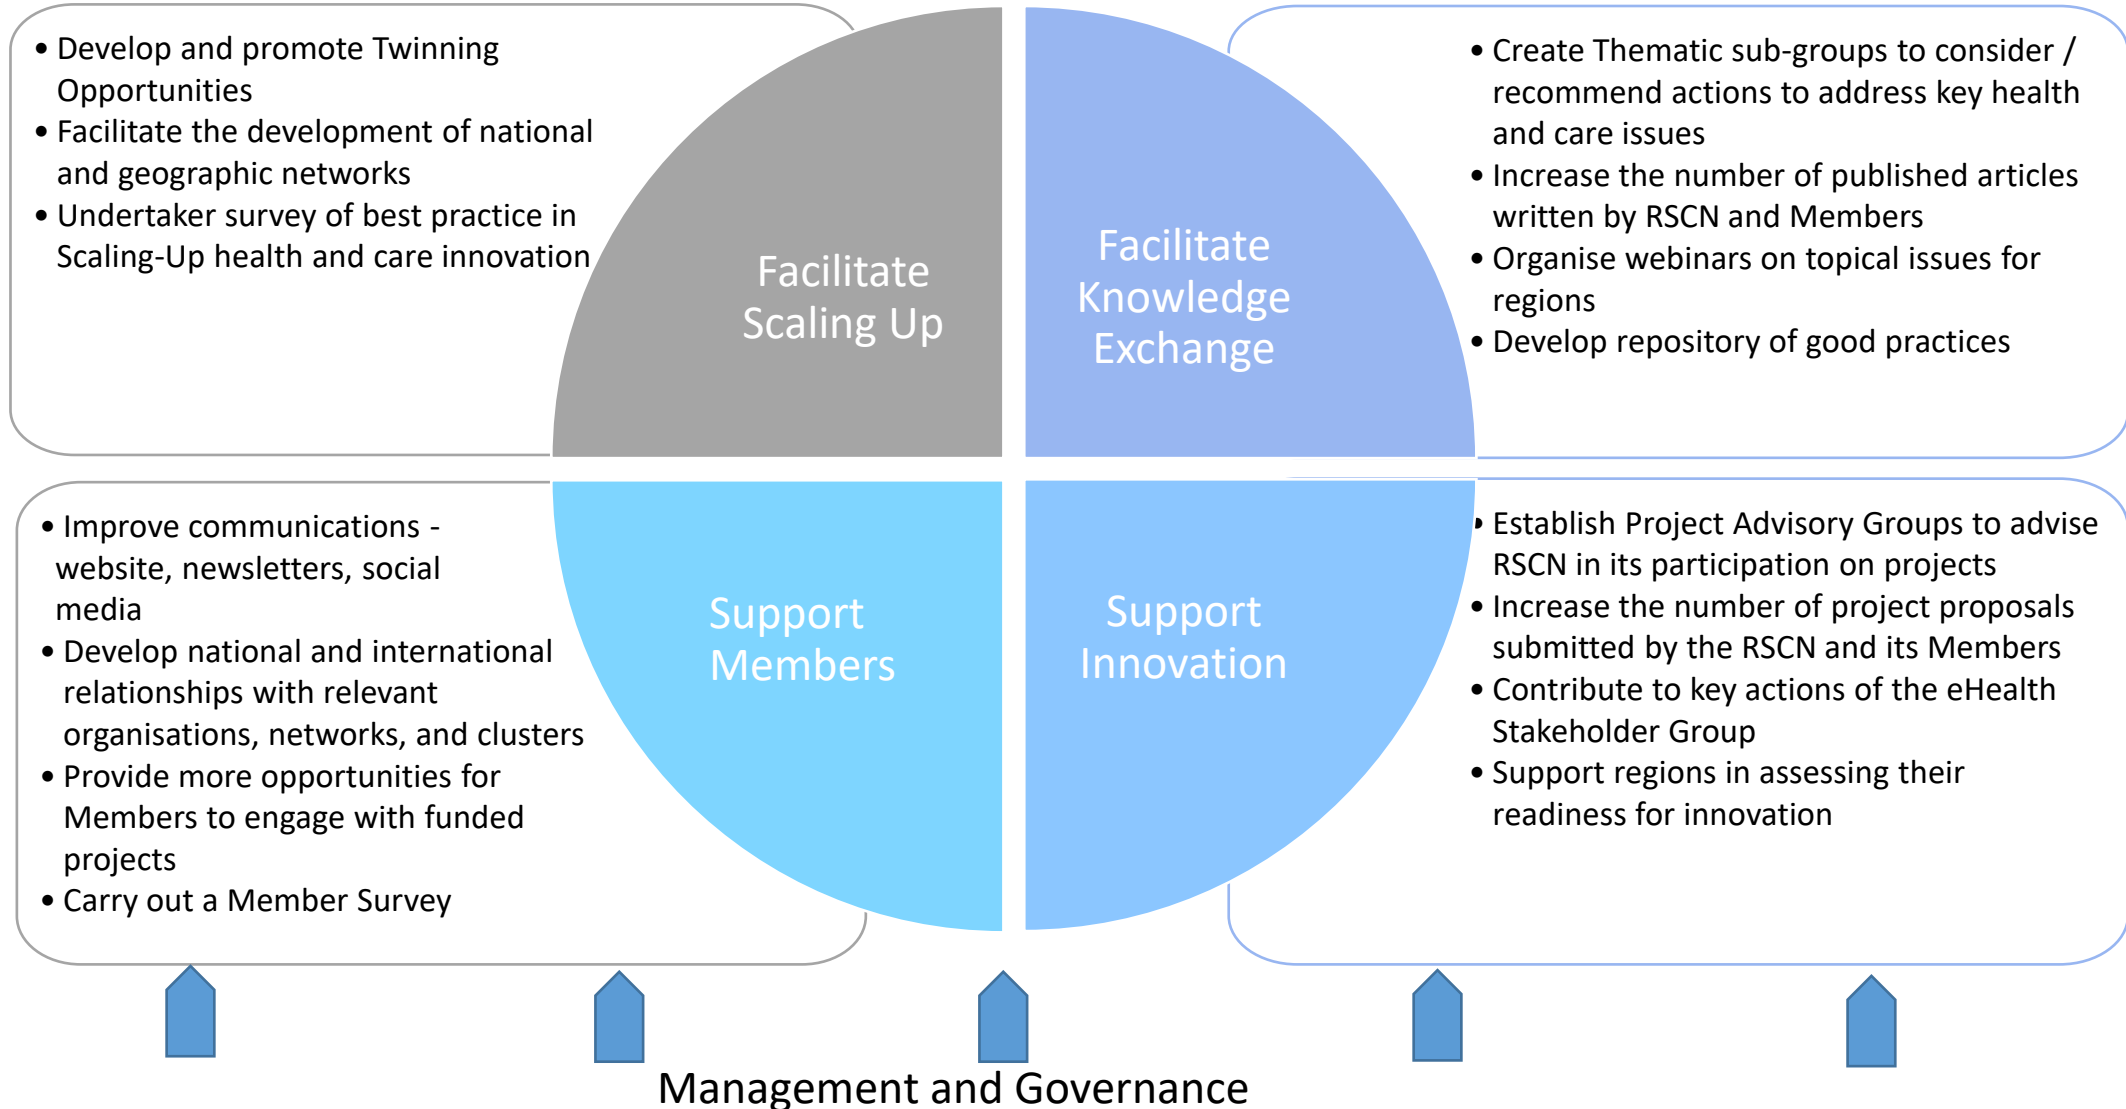 • Develop and promote Twinning
Opportunities
• Facilitate the development of national
and geographic networks
• Undertaker survey of best practice in
Scaling-Up health and care innovation
Facilitate
Scaling Up
Facilitate
Knowledge
Exchange
• Create Thematic sub-groups to consider /
recommend actions to address key health
and care issues
• Increase the number of published articles
written by RSCN and Members
• Organise webinars on topical issues for
regions
• Develop repository of good practices
• Improve communications -
website, newsletters, social
media
• Develop national and international
relationships with relevant
organisations, networks, and clusters
• Provide more opportunities for
Members to engage with funded
projects
• Carry out a Member Survey
Support
Members
Support
Innovation
• Establish Project Advisory Groups to advise
RSCN in its participation on projects
• Increase the number of project proposals
submitted by the RSCN and its Members
• Contribute to key actions of the eHealth
Stakeholder Group
• Support regions in assessing their
readiness for innovation
Management and Governance